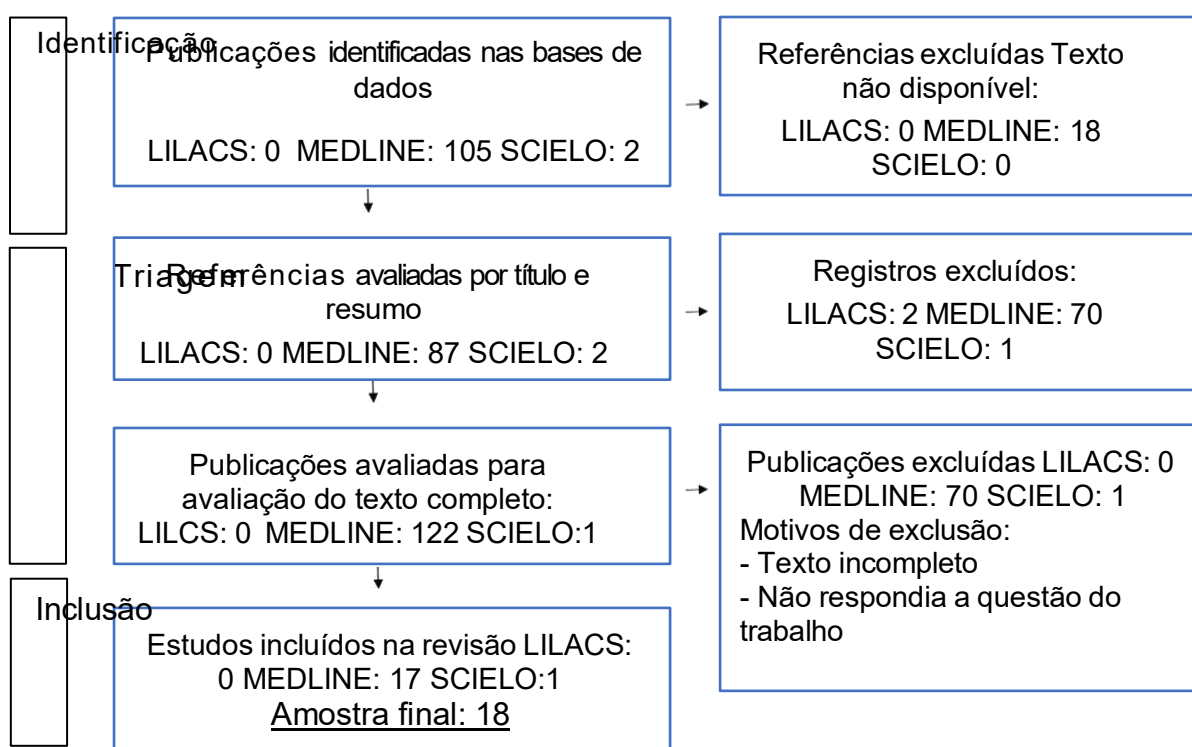 Identificação
Publicações identificadas nas bases de
dados
LILACS: 0 MEDLINE: 105 SCIELO: 2
Referências excluídas Texto
não disponível:
LILACS: 0 MEDLINE: 18
SCIELO: 0
Triagem
Referências avaliadas por título e
resumo
LILACS: 0 MEDLINE: 87 SCIELO: 2
Registros excluídos:
LILACS: 2 MEDLINE: 70
SCIELO: 1
Publicações avaliadas para
avaliação do texto completo:
LILCS: 0 MEDLINE: 122 SCIELO:1
Publicações excluídas LILACS: 0
MEDLINE: 70 SCIELO: 1
Motivos de exclusão:
- Texto incompleto
- Não respondia a questão do
trabalho
Inclusão
Estudos incluídos na revisão LILACS:
0 MEDLINE: 17 SCIELO:1
Amostra final: 18